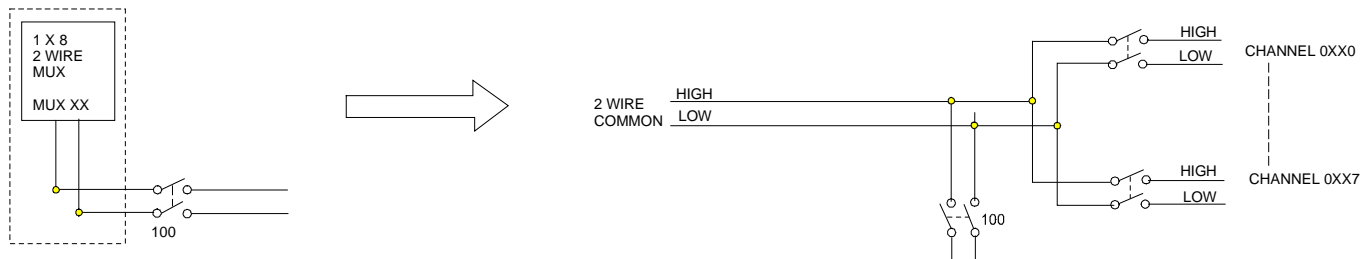 1 X 8
2 WIRE
MUX
MUX XX
100
2 WIRE
COMMON
HIGH
LOW
100
HIGH
LOW
CHANNEL 0XX0
HIGH
LOW
CHANNEL 0XX7